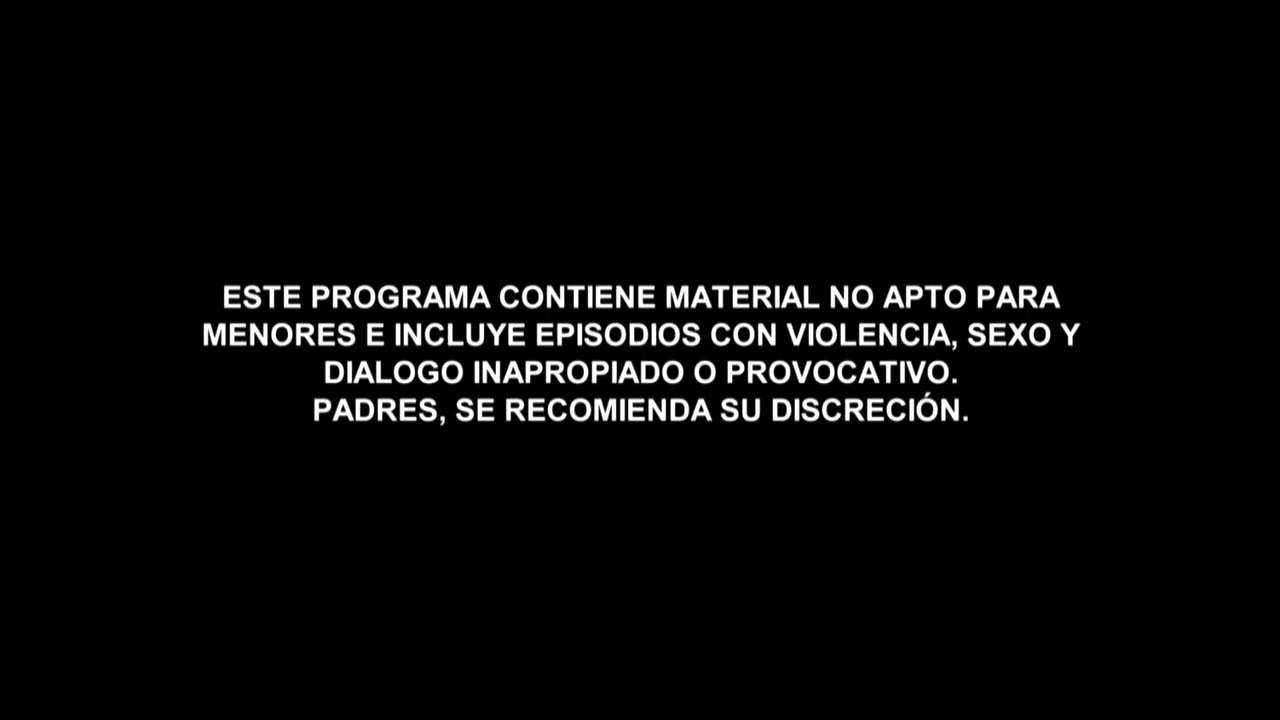 ESTE PROGRAMA CONTIENE MATERIAL NO APTO PARA
MENORES E INCLUYE EPISODIOS CON VIOLENCIA, SEXO Y
DIALOGO INAPROPIADO O PROVOCATIVO.
PADRES, SE RECOMIENDA SU DISCRECIÓN.